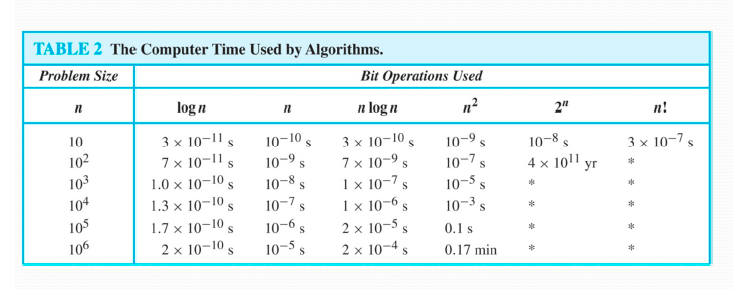 TABLE 2 The Computer Time Used by Algorithms.
Problem Size Bit Operations Used
n log n n n log n n² 2ⁿ n!
10 3 × 10⁻¹¹ s 10⁻¹⁰ s 3 × 10⁻¹⁰ s 10⁻⁹ s 10⁻⁸ s 3 × 10⁻⁷ s
10² 7 × 10⁻¹¹ s 10⁻⁹ s 7 × 10⁻⁹ s 10⁻⁷ s 4 × 10¹¹ yr *
10³ 1.0 × 10⁻¹⁰ s 10⁻⁸ s 1 × 10⁻⁷ s 10⁻⁵ s * *
10⁴ 1.3 × 10⁻¹⁰ s 10⁻⁷ s 1 × 10⁻⁶ s 10⁻³ s * *
10⁵ 1.7 × 10⁻¹⁰ s 10⁻⁶ s 2 × 10⁻⁵ s 0.1 s * *
10⁶ 2 × 10⁻¹⁰ s 10⁻⁵ s 2 × 10⁻⁴ s 0.17 min * *